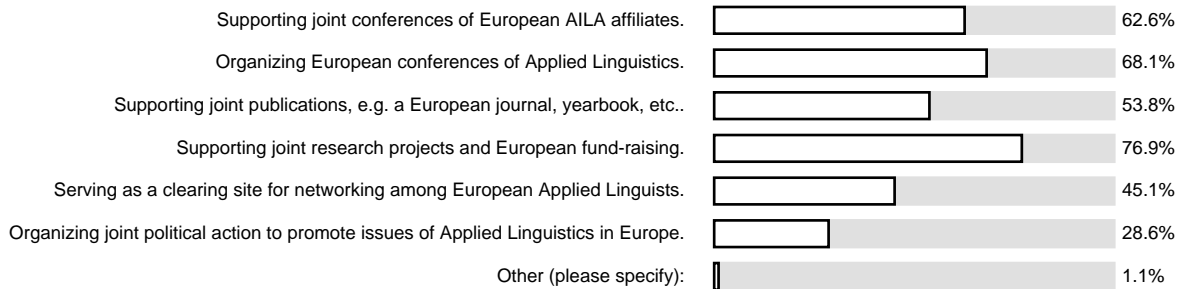 Supporting joint conferences of European AILA affiliates. 62.6%
Organizing European conferences of Applied Linguistics. 68.1%
Supporting joint publications, e.g. a European journal, yearbook, etc.. 53.8%
Supporting joint research projects and European fund-raising. 76.9%
Serving as a clearing site for networking among European Applied Linguists. 45.1%
Organizing joint political action to promote issues of Applied Linguistics in Europe. 28.6%
Other (please specify): 1.1%